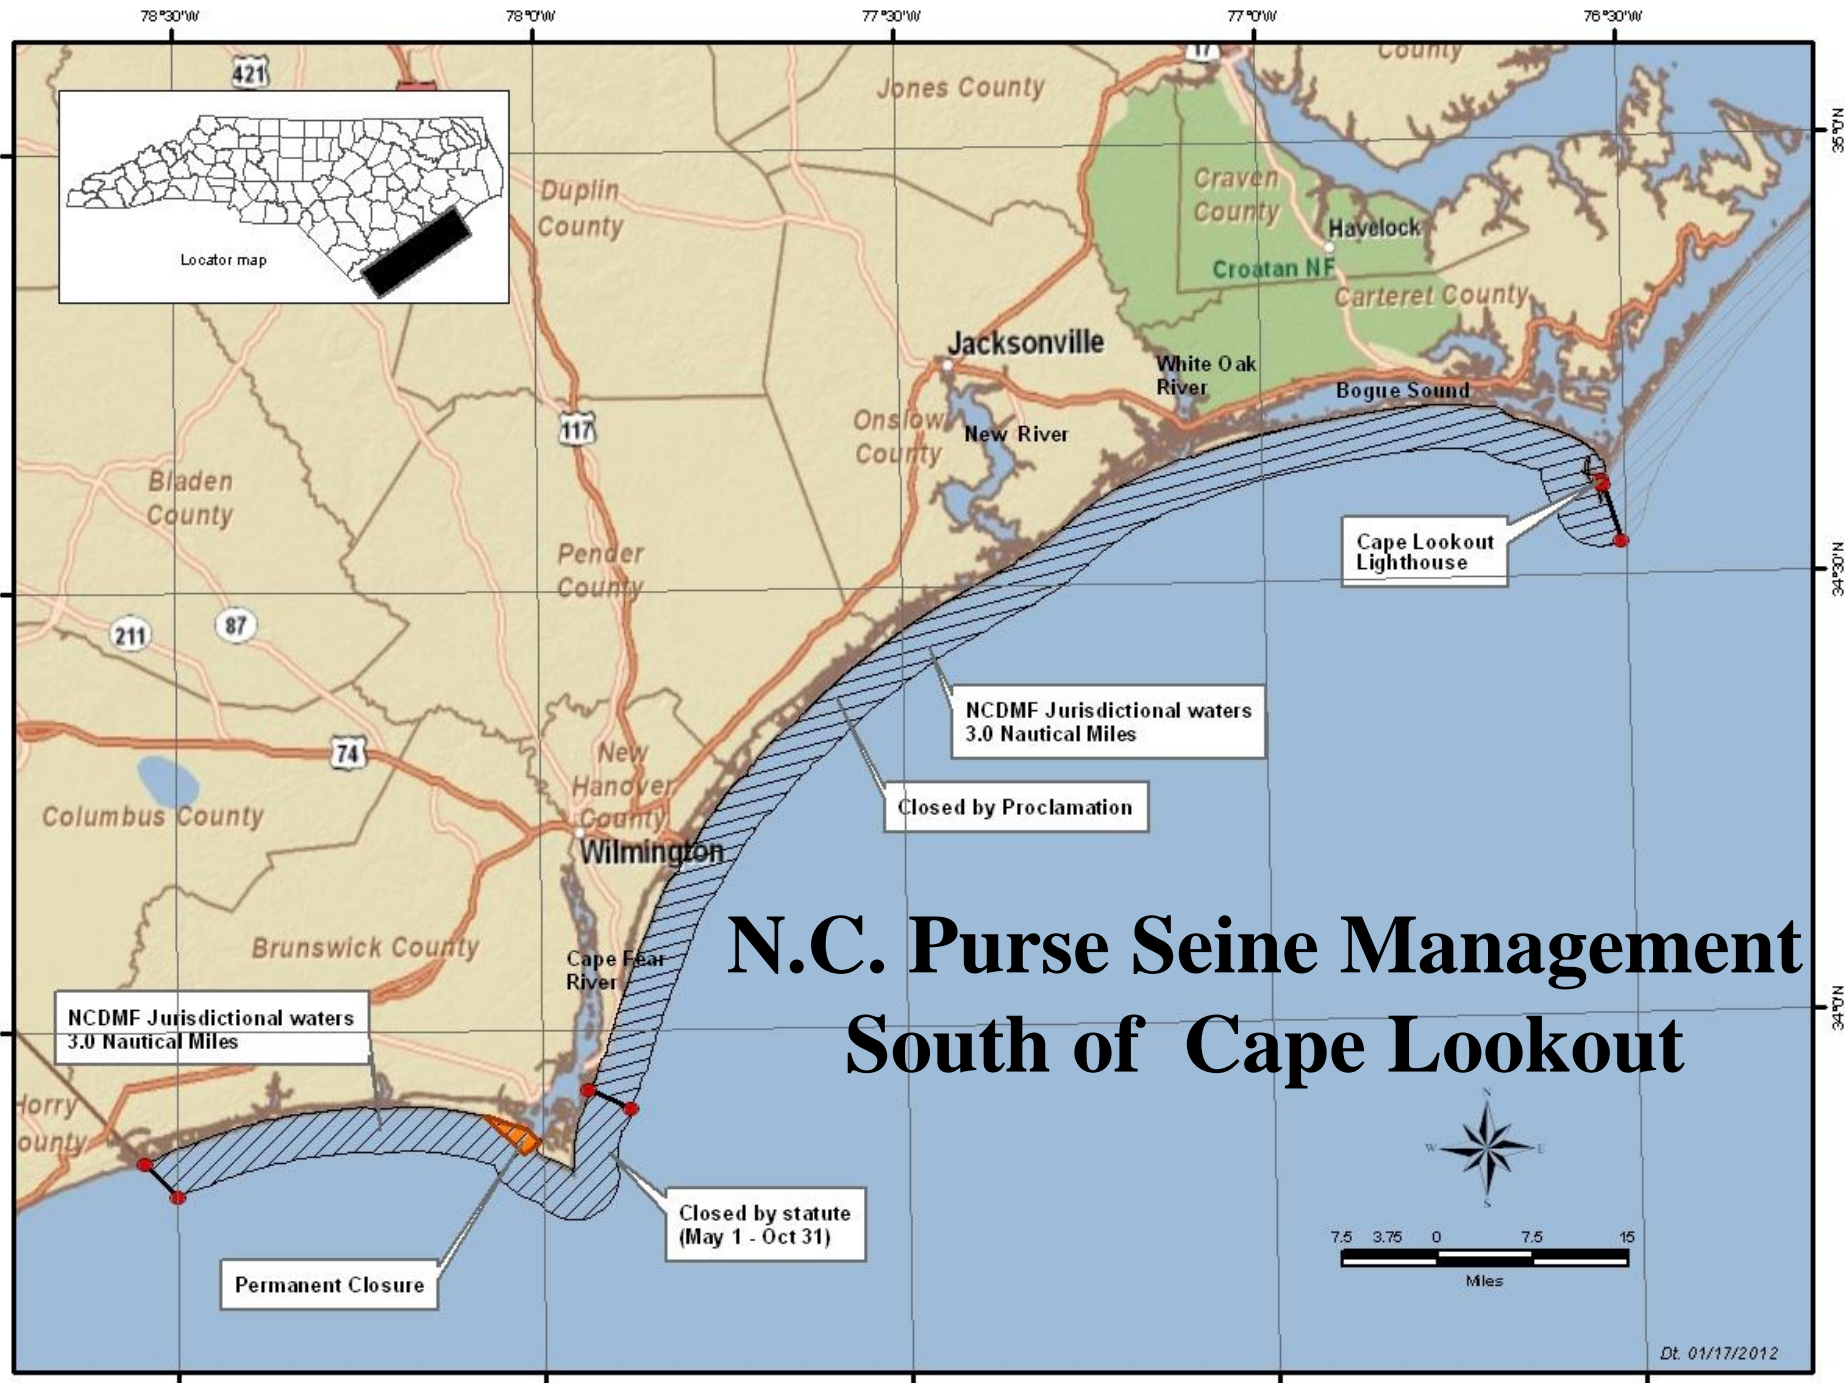 78°30'W
78°0'W
77°30'W
77°0'W
76°30'W
421
17
County
Jones County
35°0'N
Duplin
County
Craven
County
Havelock
Croatan NF
Carteret County
Locator map
Jacksonville
White Oak
River
Bogue Sound
117
Onslow
County
New River
Bladen
County
Pender
County
Cape Lookout
Lighthouse
34°30'N
211
87
NCDMF Jurisdictional waters
3.0 Nautical Miles
74
New
Hanover
County
Closed by Proclamation
Columbus County
Wilmington
N.C. Purse Seine Management
South of Cape Lookout
Brunswick County
Cape Fear
River
34°0'N
NCDMF Jurisdictional waters
3.0 Nautical Miles
Horry
County
N
W
E
S
Closed by statute
(May 1 - Oct 31)
Permanent Closure
7.5 3.75 0 7.5 15
Miles
Dt. 01/17/2012